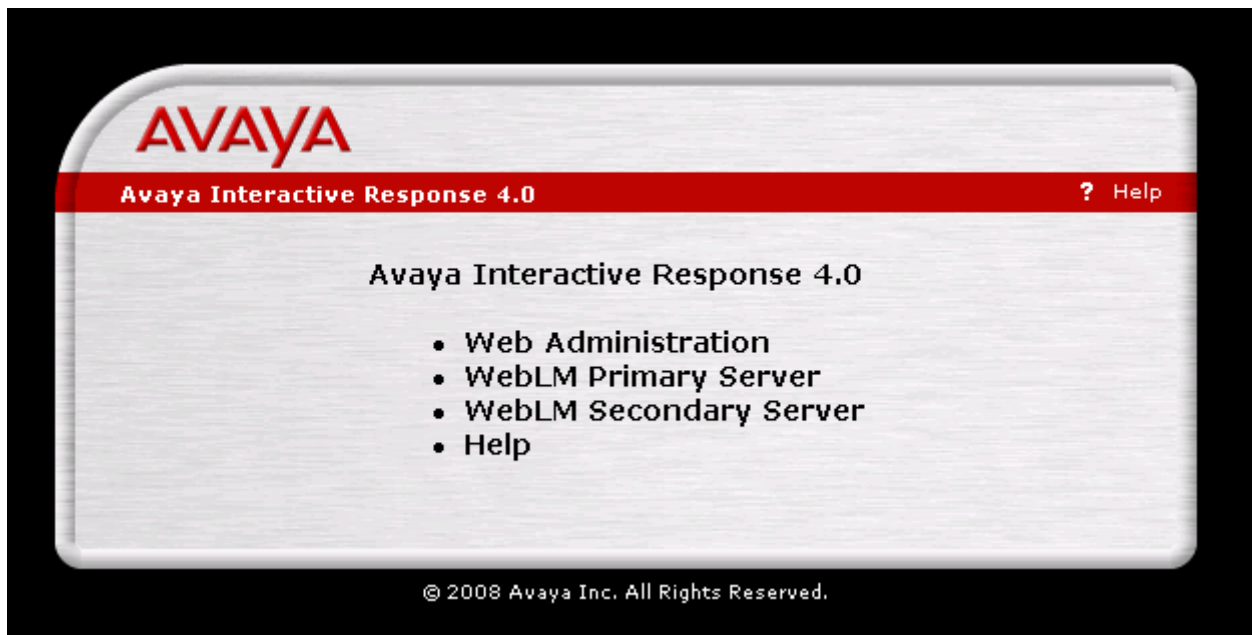 AVAYA
Avaya Interactive Response 4.0
? Help
Avaya Interactive Response 4.0
• Web Administration
• WebLM Primary Server
• WebLM Secondary Server
• Help
© 2008 Avaya Inc. All Rights Reserved.